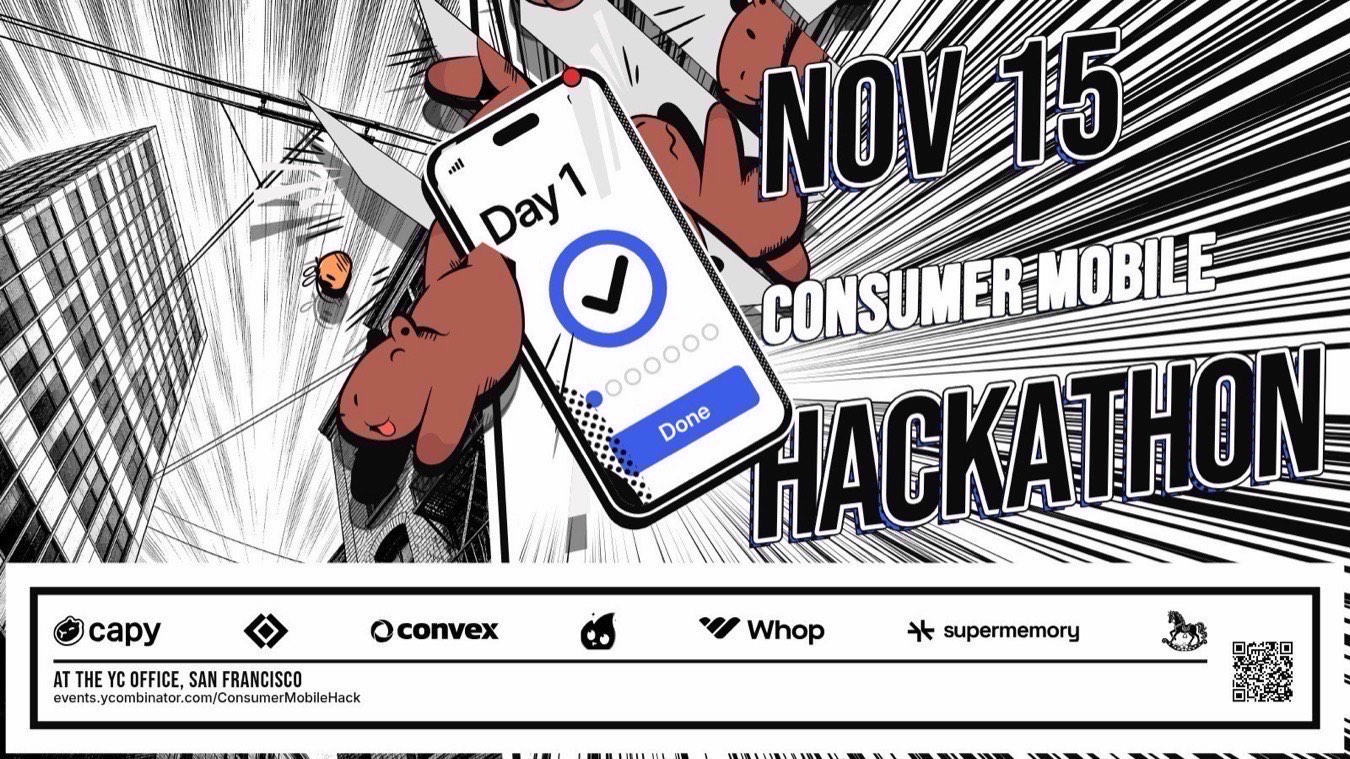 NOV 15
Day 1
CONSUMER MOBILE
Done
HACKATHON
capy
convex
Whop
supermemory
AT THE YC OFFICE, SAN FRANCISCO
events.ycombinator.com/ConsumerMobileHack